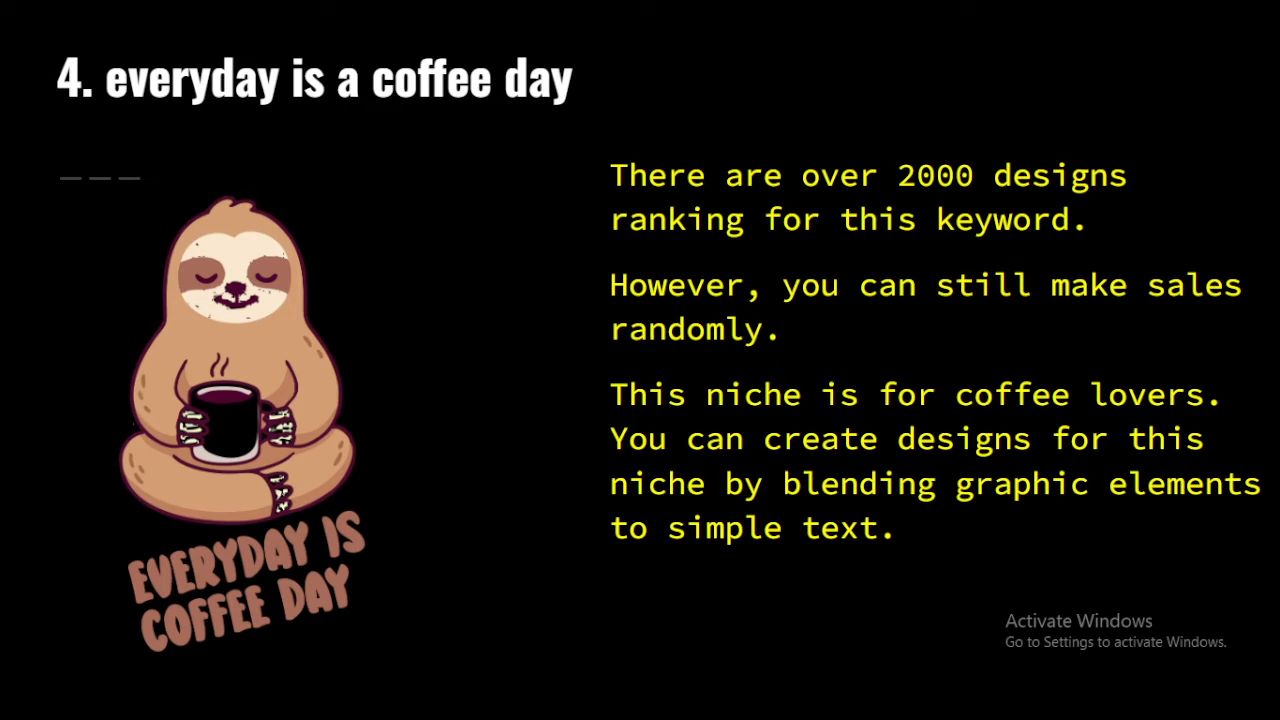 4. everyday is a coffee day
There are over 2000 designs
ranking for this keyword.
However, you can still make sales
randomly.
This niche is for coffee lovers.
You can create designs for this
niche by blending graphic elements
to simple text.
EVERYDAY IS
COFFEE DAY
Activate Windows
Go to Settings to activate Windows.